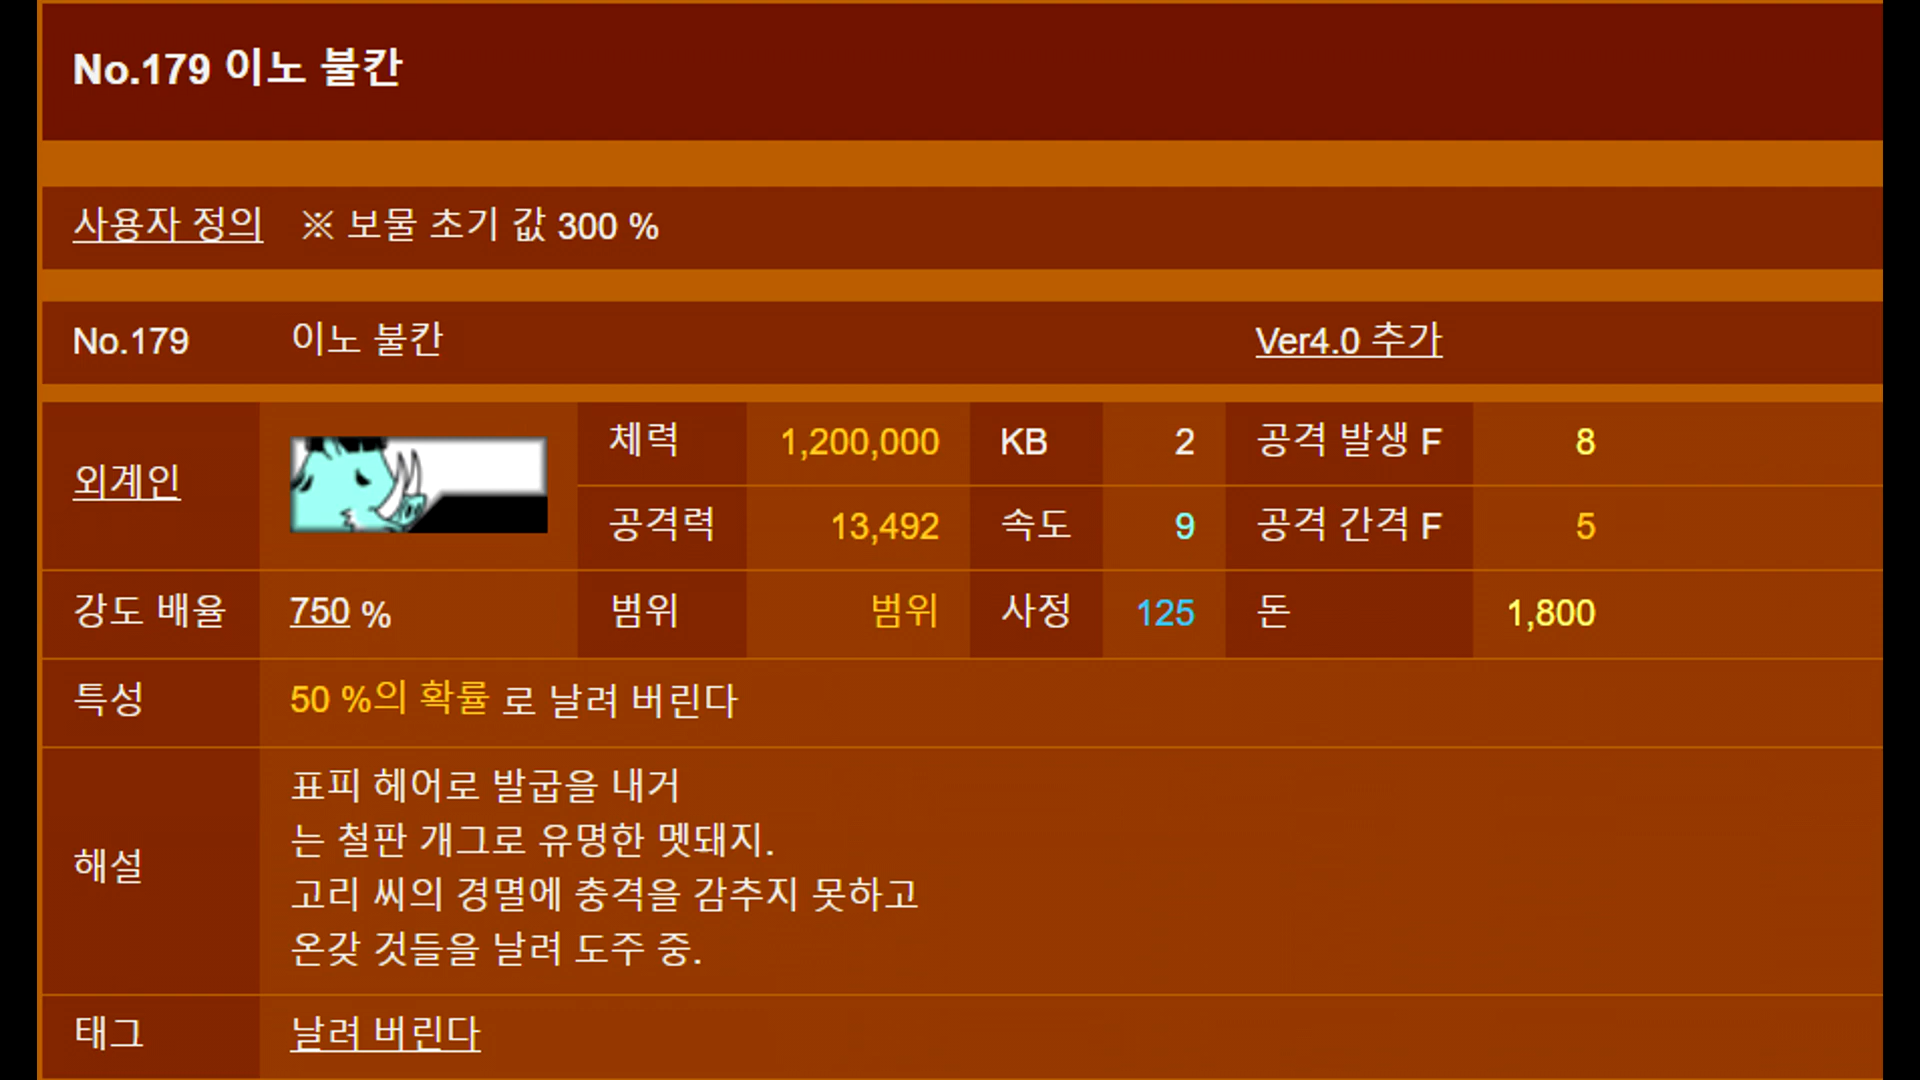 No.179 이노 불칸
사용자 정의 ※ 보물 초기 값 300 %
No.179 이노 불칸 Ver4.0 추가
외계인 체력 1,200,000 KB 2 공격 발생 F 8
공격력 13,492 속도 9 공격 간격 F 5
강도 배율 750 % 범위 범위 사정 125 돈 1,800
특성 50 %의 확률 로 날려 버린다
해설
표피 헤어로 발굽을 내거
는 철판 개그로 유명한 멧돼지.
고리 씨의 경멸에 충격을 감추지 못하고
온갖 것들을 날려 도주 중.
태그 날려 버린다